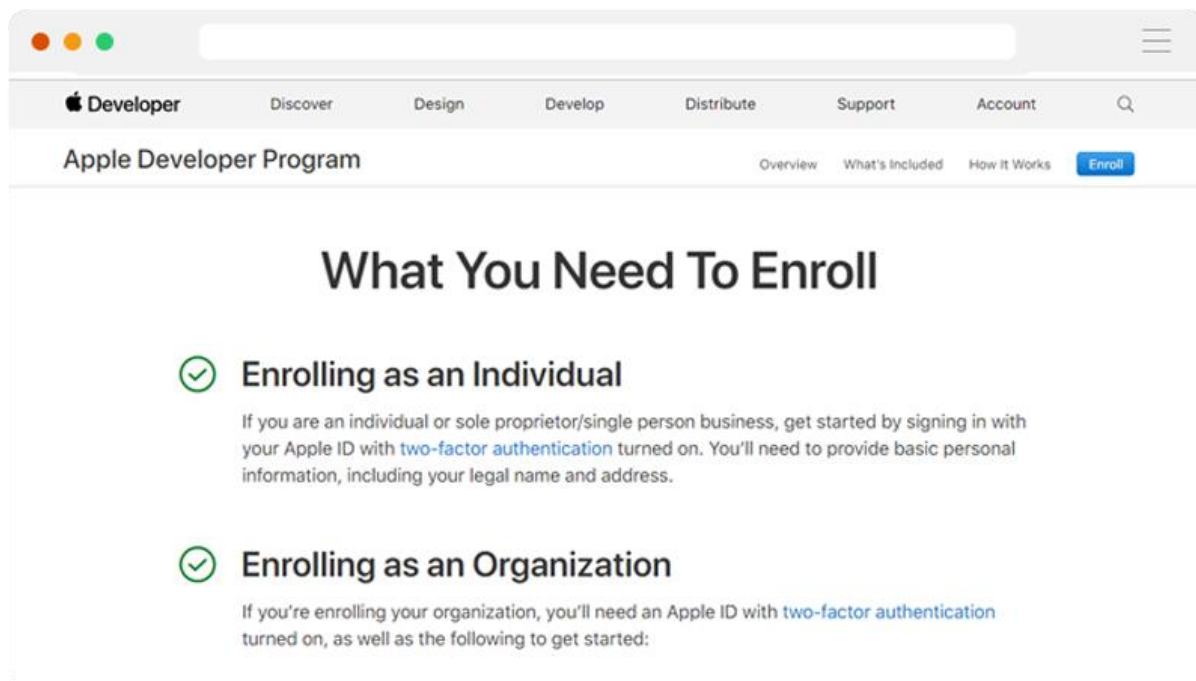 Developer Discover Design Develop Distribute Support Account
Apple Developer Program Overview What's Included How It Works Enroll
What You Need To Enroll
Enrolling as an Individual
If you are an individual or sole proprietor/single person business, get started by signing in with
your Apple ID with two-factor authentication turned on. You'll need to provide basic personal
information, including your legal name and address.
Enrolling as an Organization
If you're enrolling your organization, you'll need an Apple ID with two-factor authentication
turned on, as well as the following to get started: